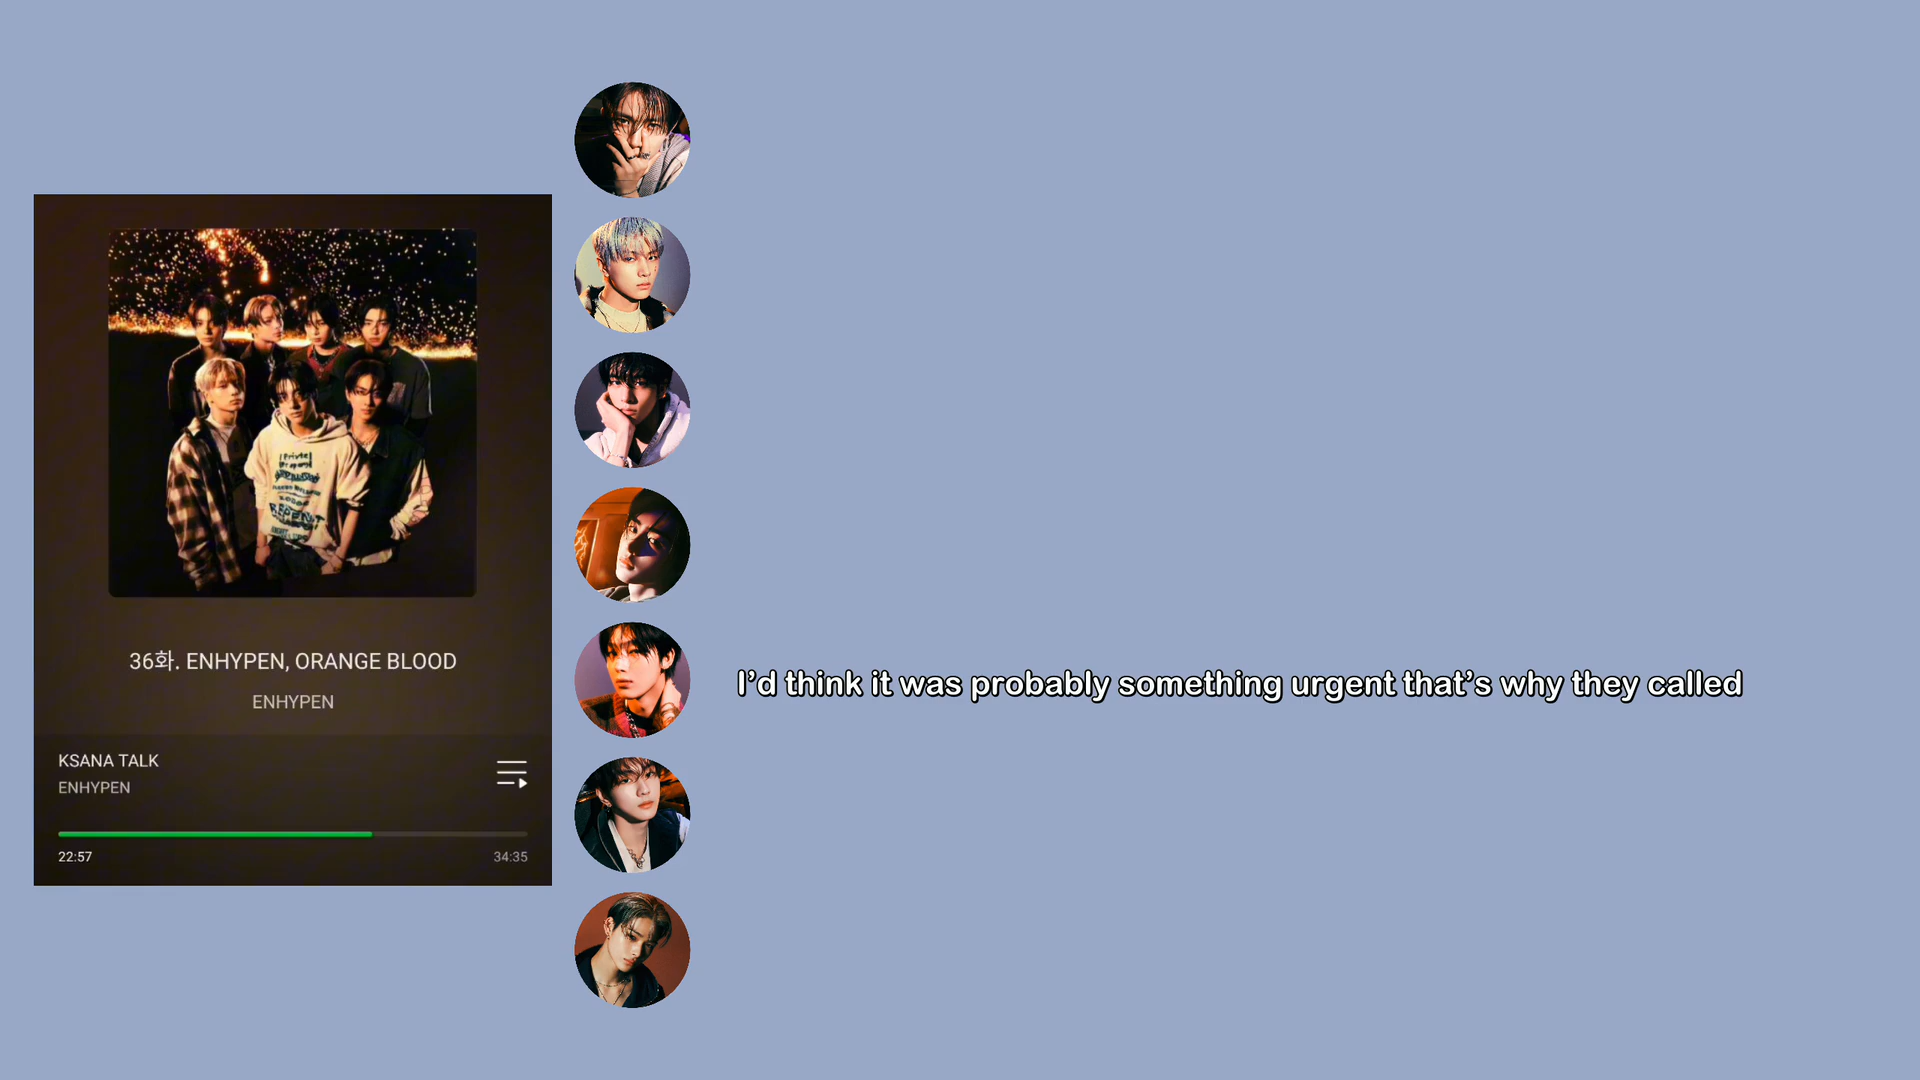 36화. ENHYPEN, ORANGE BLOOD
ENHYPEN
KSANA TALK
ENHYPEN
22:57
34:35
I'd think it was probably something urgent that's why they called